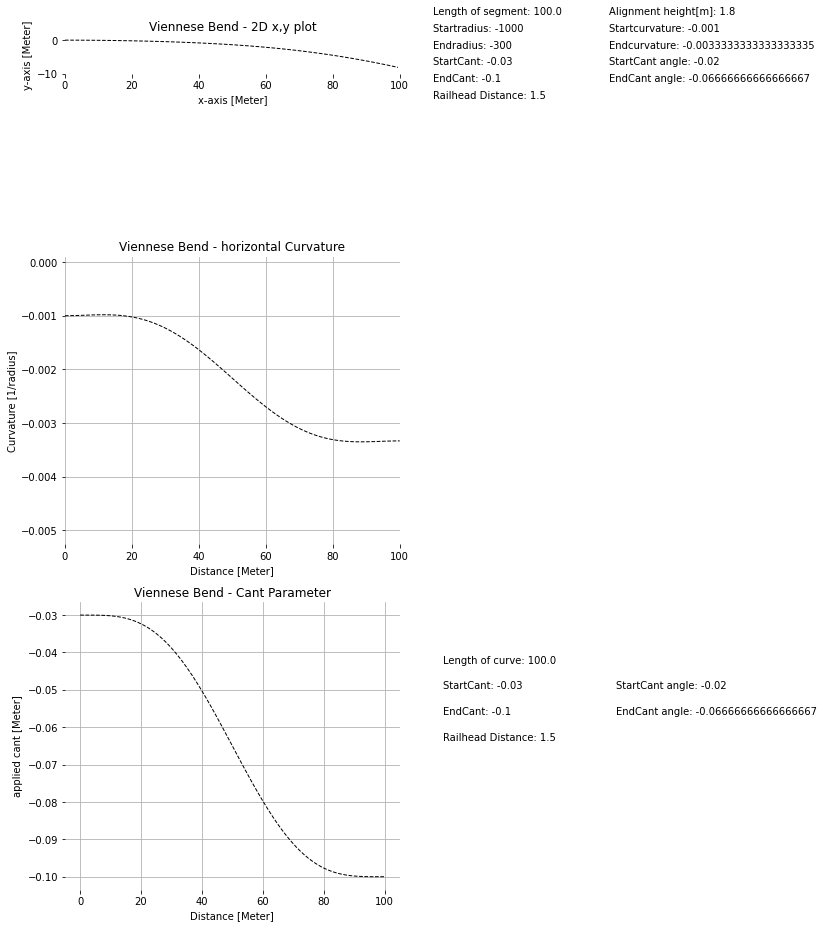 Viennese Bend - 2D x,y plot
y-axis [Meter]
0
−10
0 20 40 60 80 100
x-axis [Meter]
Length of segment: 100.0 Alignment height[m]: 1.8
Startradius: -1000 Startcurvature: -0.001
Endradius: -300 Endcurvature: -0.0033333333333333335
StartCant: -0.03 StartCant angle: -0.02
EndCant: -0.1 EndCant angle: -0.06666666666666667
Railhead Distance: 1.5
Viennese Bend - horizontal Curvature
Curvature [1/radius]
0.000
−0.001
−0.002
−0.003
−0.004
−0.005
0 20 40 60 80 100
Distance [Meter]
Viennese Bend - Cant Parameter
applied cant [Meter]
−0.03
−0.04
−0.05
−0.06
−0.07
−0.08
−0.09
−0.10
0 20 40 60 80 100
Distance [Meter]
Length of curve: 100.0
StartCant: -0.03 StartCant angle: -0.02
EndCant: -0.1 EndCant angle: -0.06666666666666667
Railhead Distance: 1.5